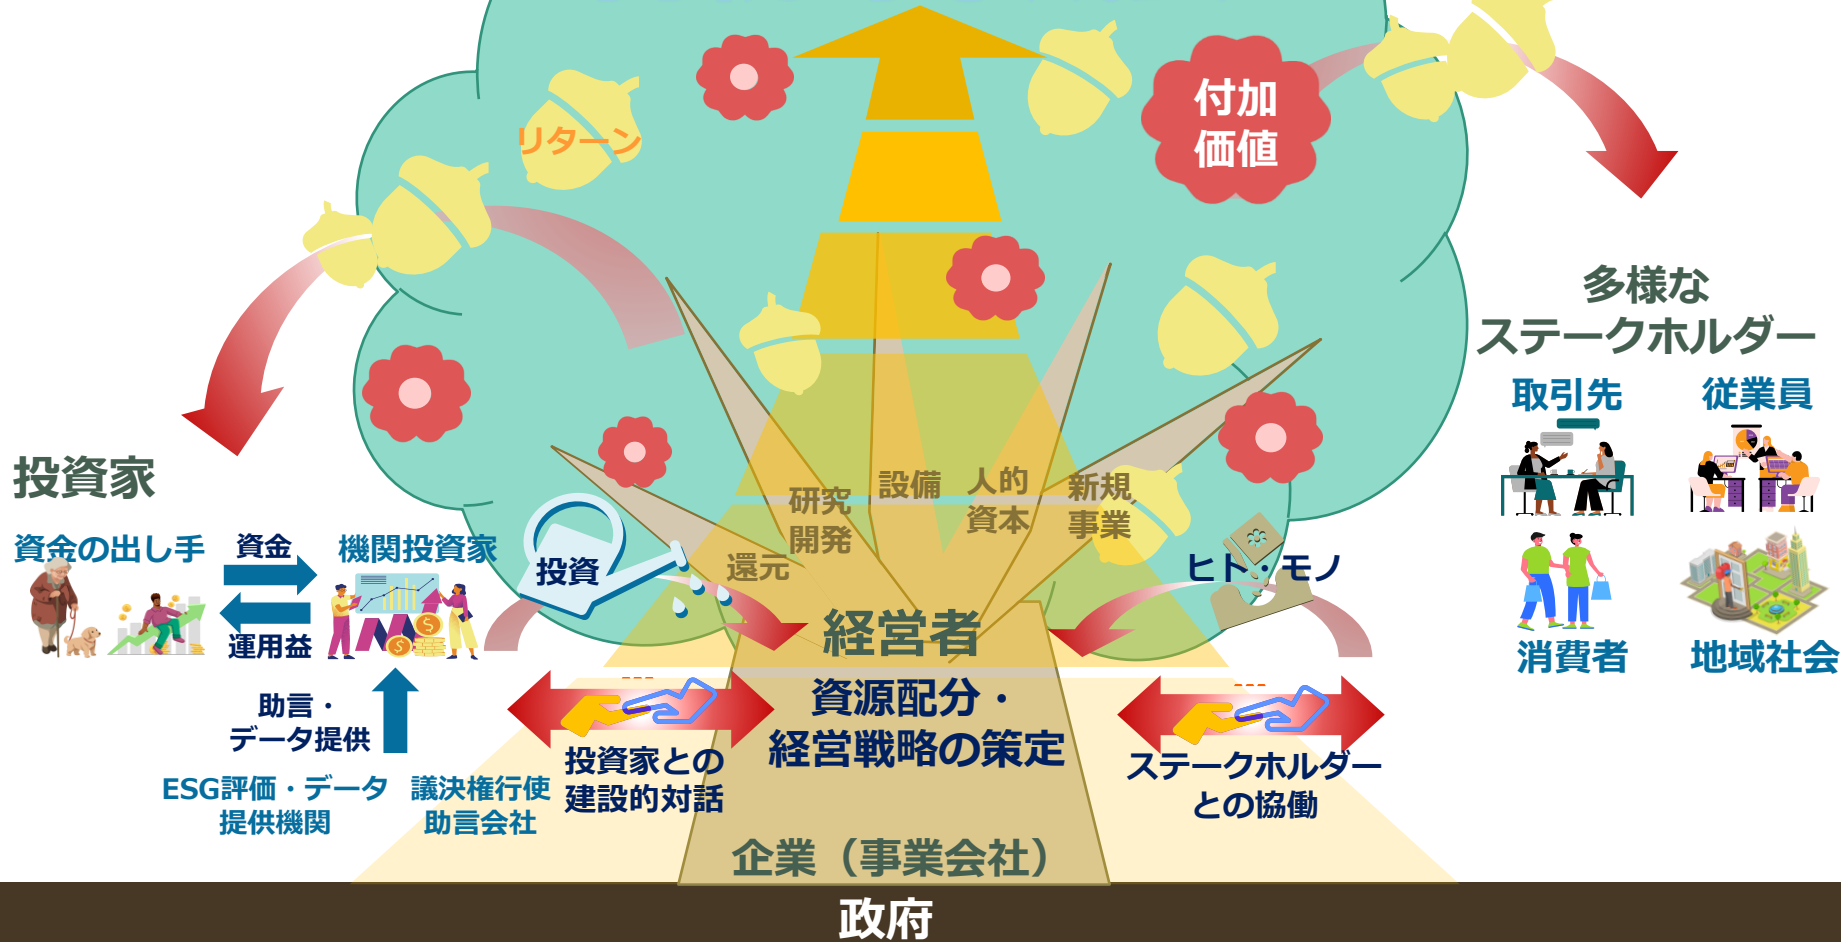 リターン
付加
価値
多様な
ステークホルダー
取引先
従業員
消費者
地域社会
投資家
資金の出し手
資金
機関投資家
運用益
助言・
データ提供
ESG評価・データ
提供機関
議決権行使
助言会社
投資
還元
研究
開発
設備
人的
資本
新規
事業
ヒト・モノ
経営者
資源配分・
経営戦略の策定
投資家との
建設的対話
ステークホルダー
との協働
企業（事業会社）
政府